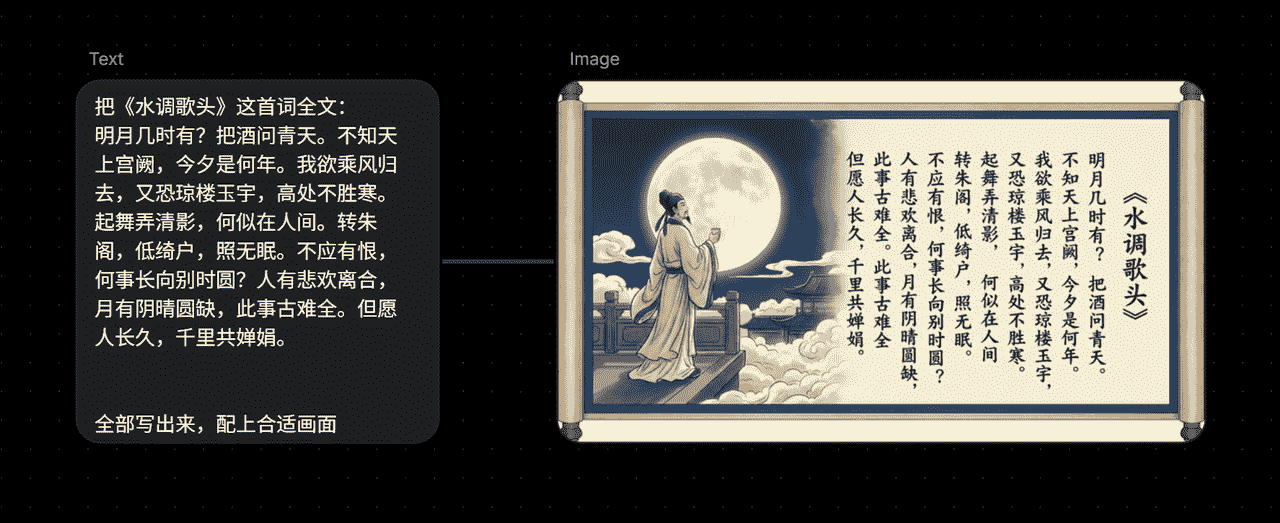 Text
把《水调歌头》这首词全文：
明月几时有？把酒问青天。不知天
上宫阙，今夕是何年。我欲乘风归
去，又恐琼楼玉宇，高处不胜寒。
起舞弄清影，何似在人间。转朱
阁，低绮户，照无眠。不应有恨，
何事长向别时圆？人有悲欢离合，
月有阴晴圆缺，此事古难全。但愿
人长久，千里共婵娟。
全部写出来，配上合适画面
Image
《水调歌头》
明月几时有？把酒问青天。
不知天上宫阙，今夕是何年。
我欲乘风归去，又恐琼楼玉宇，
又恐琼楼玉宇，高处不胜寒。
起舞弄清影，何似在人间
转朱阁，低绮户，照无眠。
不应有恨，何事长向别时圆？
人有悲欢离合，月有阴晴圆缺，
此事古难全。此事古难全
但愿人长久，千里共婵娟。